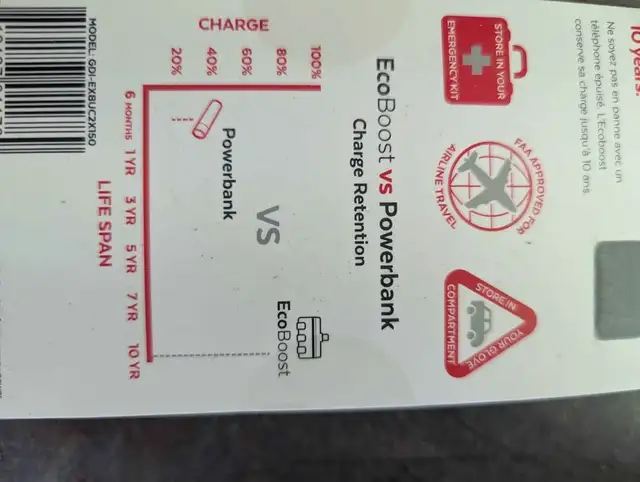 10 years.
Ne soyez pas en panne avec un
téléphone épuisé. L'Ecoboost
conserve sa charge jusqu'à 10 ans
STORE IN YOUR
EMERGENCY KIT
FAA APPROVED FOR
AIRLINE TRAVEL
STORE IN
YOUR GLOVE
COMPARTMENT
EcoBoost vs Powerbank
Charge Retention
CHARGE
100%
80%
60%
40%
20%
Powerbank
VS
EcoBoost
6 MONTHS 1 YR 3 YR 5 YR 7 YR 10 YR
LIFE SPAN
MODEL: GDI-EXBUC2X150